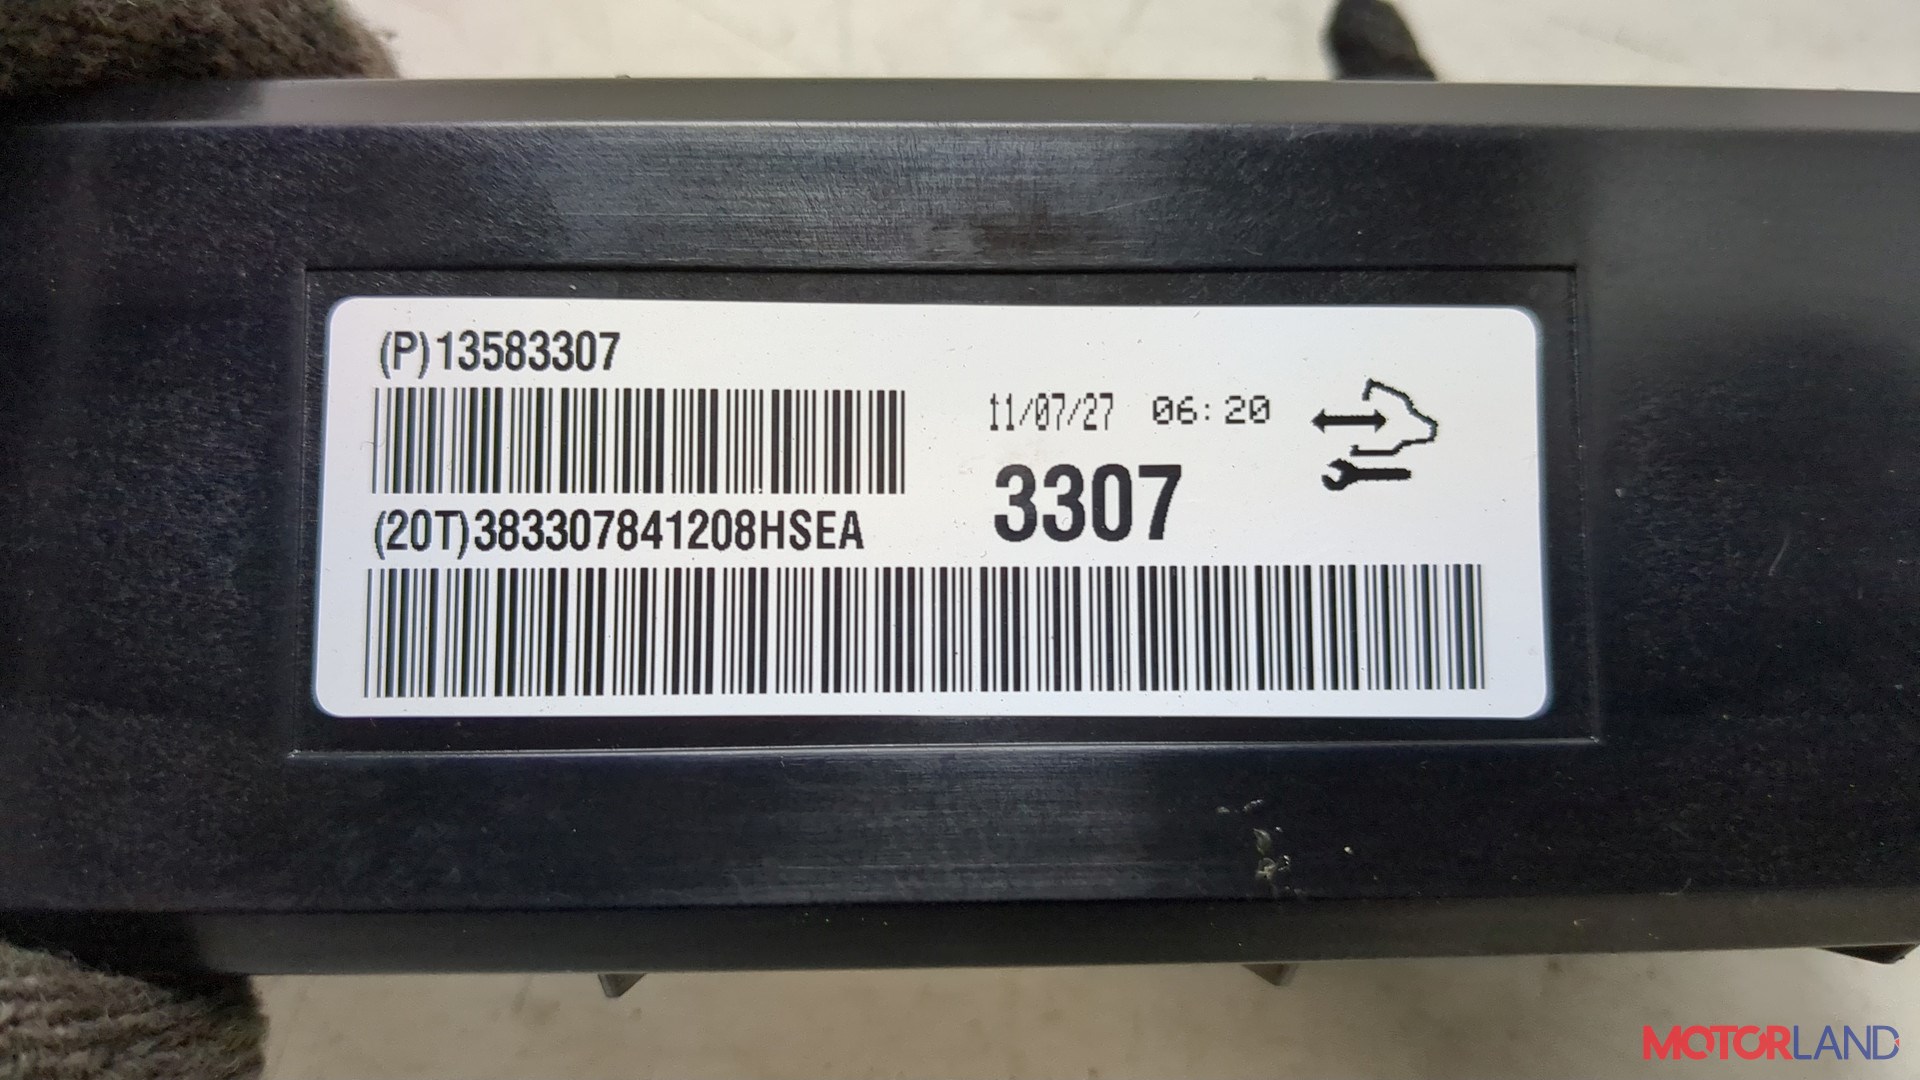 (P)13583307
11/07/27 06:20
3307
(20T)383307841208HSEA
MOTORLAND